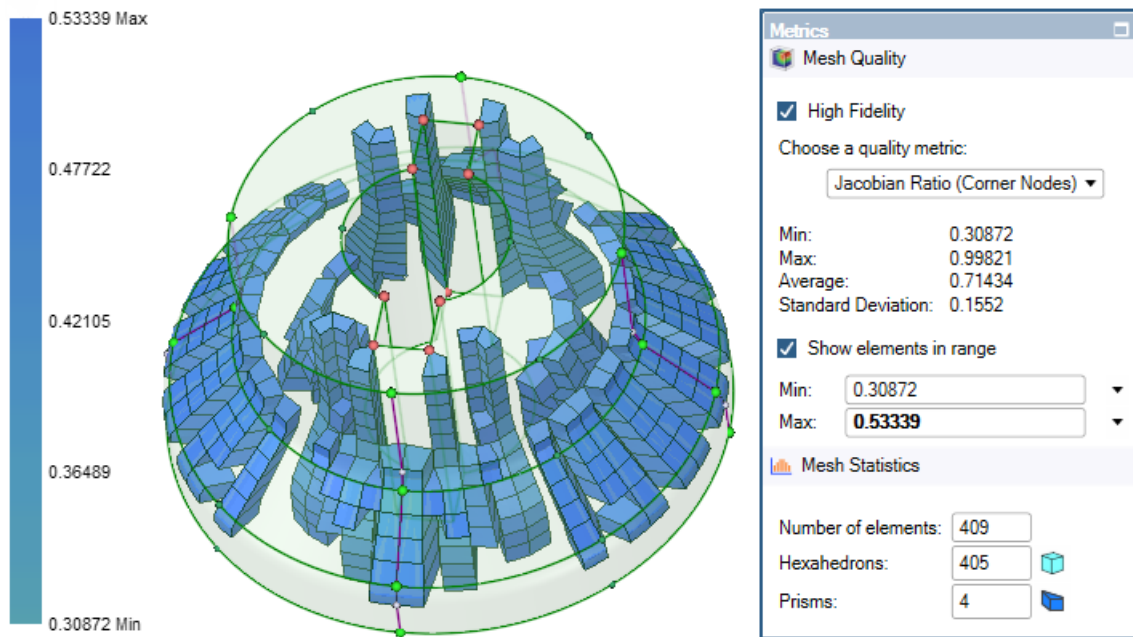 0.53339 Max
0.47722
0.42105
0.36489
0.30872 Min
Metrics
Mesh Quality
High Fidelity
Choose a quality metric:
Jacobian Ratio (Corner Nodes)
Min: 0.30872
Max: 0.99821
Average: 0.71434
Standard Deviation: 0.1552
Show elements in range
Min: 0.30872
Max: 0.53339
Mesh Statistics
Number of elements: 409
Hexahedrons: 405
Prisms: 4